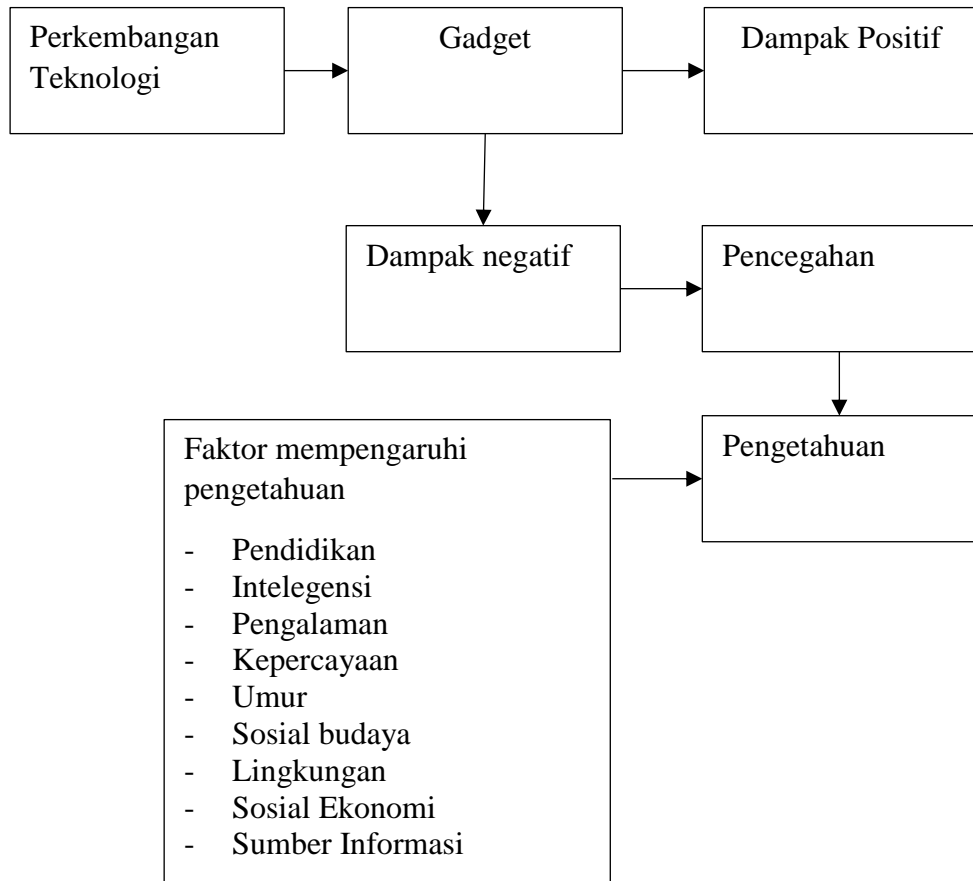 Perkembangan
Teknologi
Gadget
Dampak Positif
Dampak negatif
Pencegahan
Faktor mempengaruhi
pengetahuan
- Pendidikan
- Intelegensi
- Pengalaman
- Kepercayaan
- Umur
- Sosial budaya
- Lingkungan
- Sosial Ekonomi
- Sumber Informasi
Pengetahuan